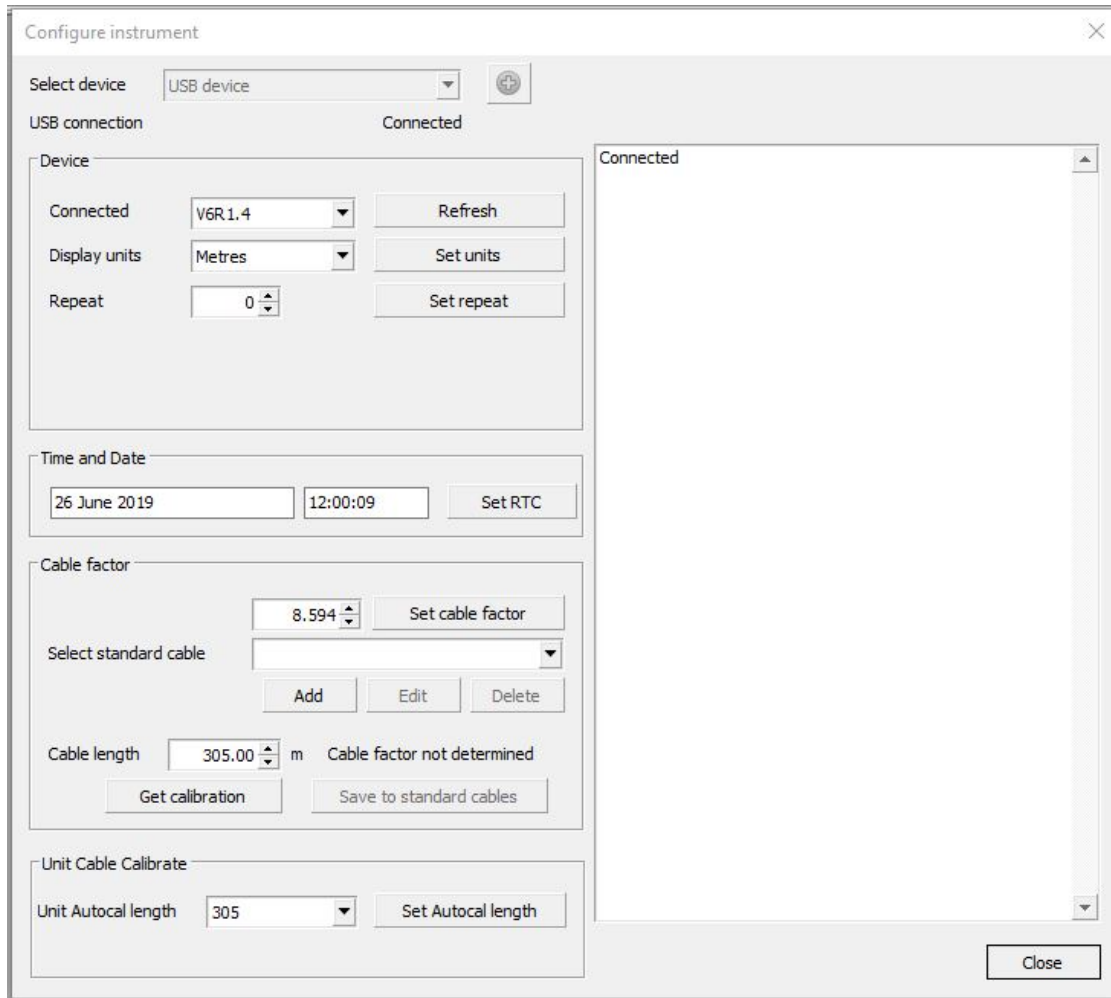 Configure instrument
Select device USB device
USB connection Connected
Device
Connected V6R1.4 Refresh
Display units Metres Set units
Repeat 0 Set repeat
Time and Date
26 June 2019 12:00:09 Set RTC
Cable factor
8.594 Set cable factor
Select standard cable
Add Edit Delete
Cable length 305.00 m Cable factor not determined
Get calibration Save to standard cables
Unit Cable Calibrate
Unit Autocal length 305 Set Autocal length
Connected
Close